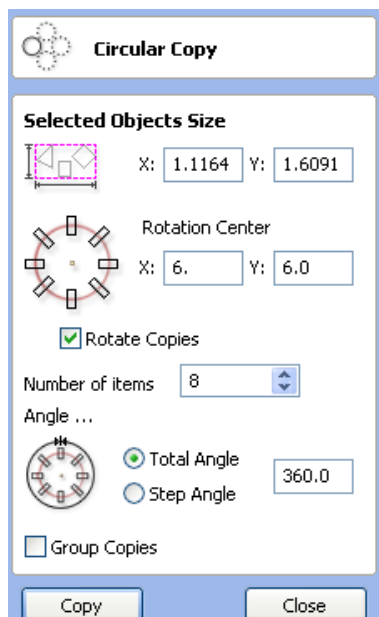 Circular Copy
Selected Objects Size
X: 1.1164 Y: 1.6091
Rotation Center
X: 6. Y: 6.0
Rotate Copies
Number of items 8
Angle ...
Total Angle
360.0
Step Angle
Group Copies
Copy Close